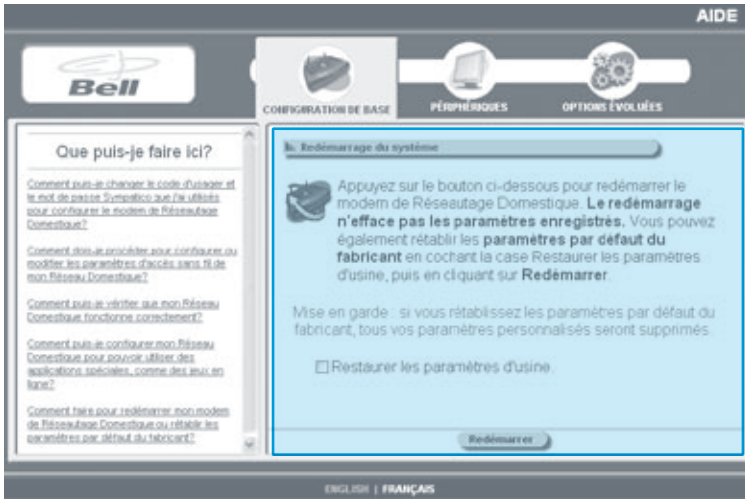 AIDE
Bell
CONFIGURATION DE BASE
PÉRIPHÉRIQUES
OPTIONS ÉVOLUÉES
Que puis-je faire ici?
Comment puis-je changer le code d'usager et
le mot de passe Sympatico que j'ai utilisés
pour configurer le modem de Réseautage
Domestique?
Comment dois-je procéder pour configurer ou
modifier les paramètres d'accès sans fil de
mon Réseau Domestique?
Comment puis-je vérifier que mon Réseau
Domestique fonctionne correctement?
Comment puis-je configurer mon Réseau
Domestique pour pouvoir utiliser des
applications spéciales, comme des jeux en
ligne?
Comment faire pour redémarrer mon modem
de Réseautage Domestique ou rétablir les
paramètres par défaut du fabricant?
Redémarrage du système
Appuyez sur le bouton ci-dessous pour redémarrer le
modem de Réseautage Domestique. Le redémarrage
n'efface pas les paramètres enregistrés. Vous pouvez
également rétablir les paramètres par défaut du
fabricant en cochant la case Restaurer les paramètres
d'usine, puis en cliquant sur Redémarrer.
Mise en garde : si vous rétablissez les paramètres par défaut du
fabricant, tous vos paramètres personnalisés seront supprimés.
Restaurer les paramètres d'usine.
Redémarrer
ENGLISH | FRANÇAIS